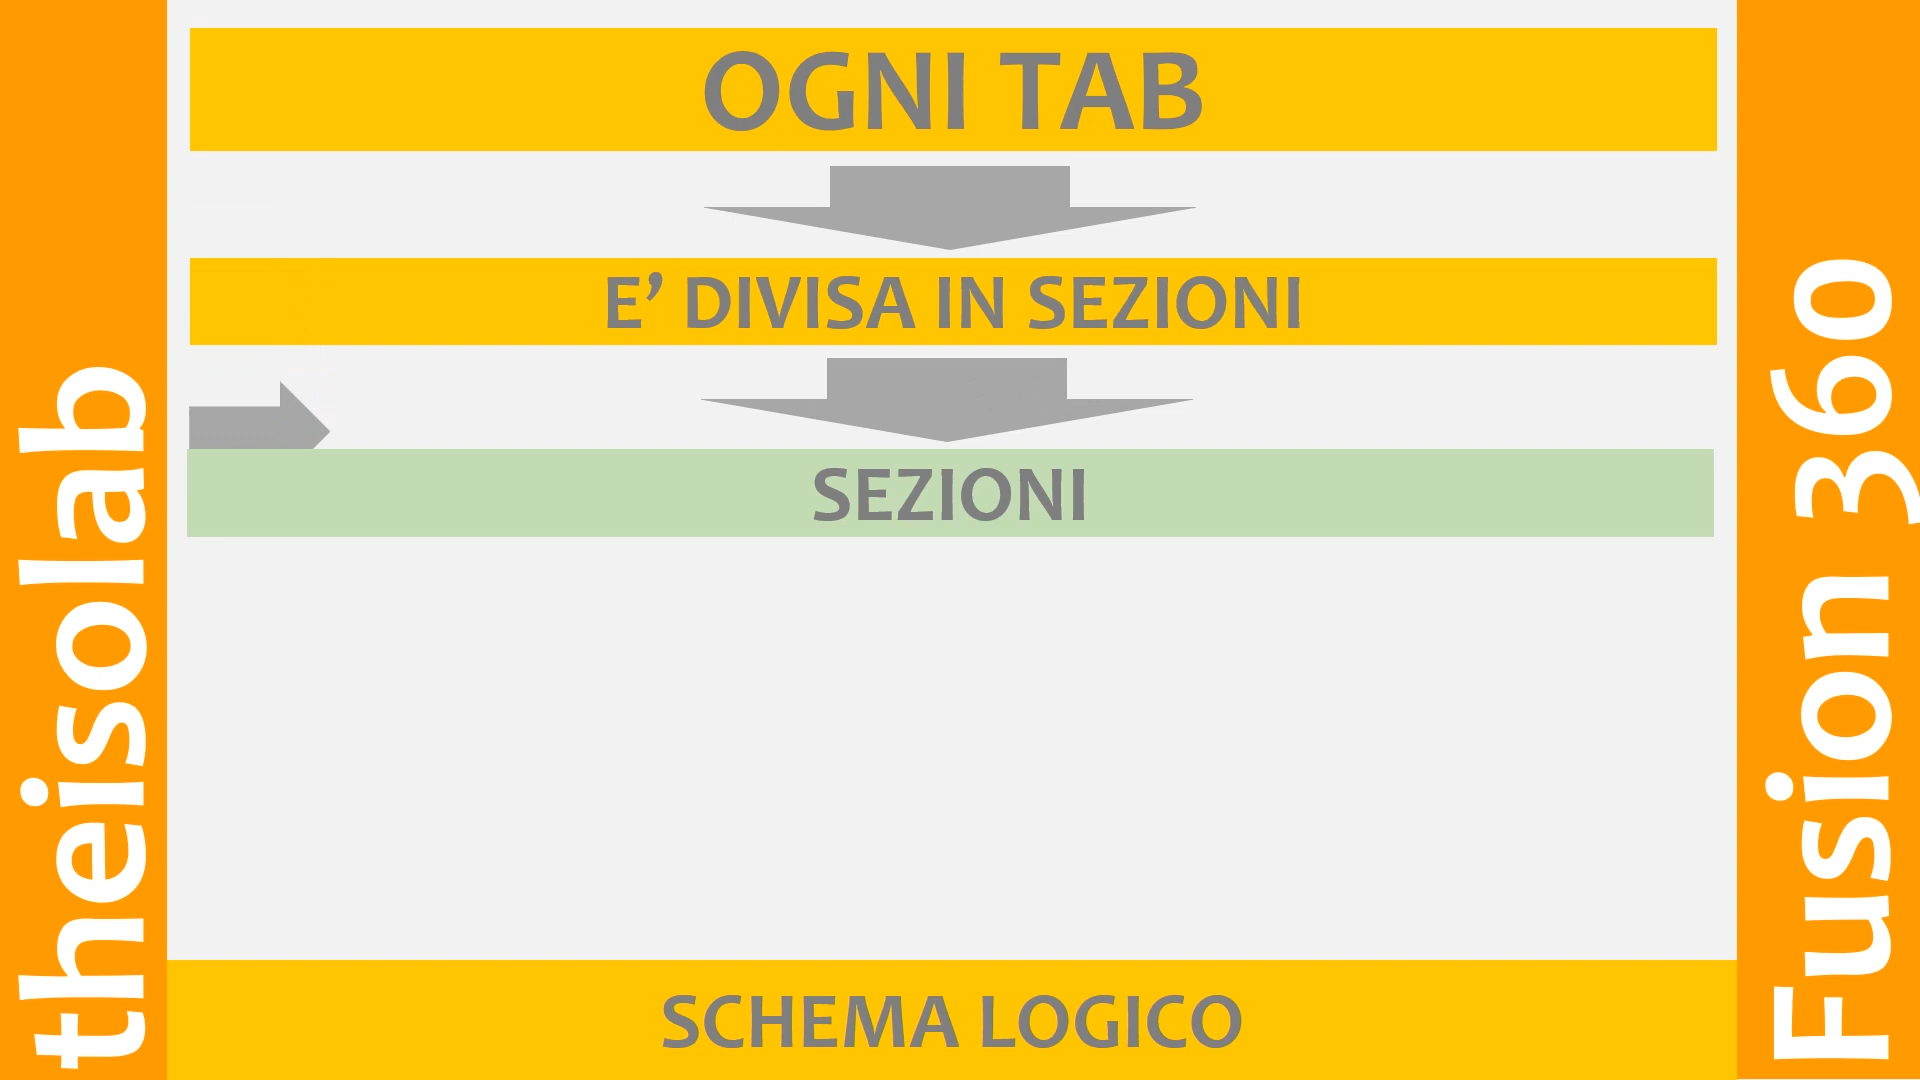 OGNI TAB
E’ DIVISA IN SEZIONI
SEZIONI
SCHEMA LOGICO
theisolab
Fusion 360